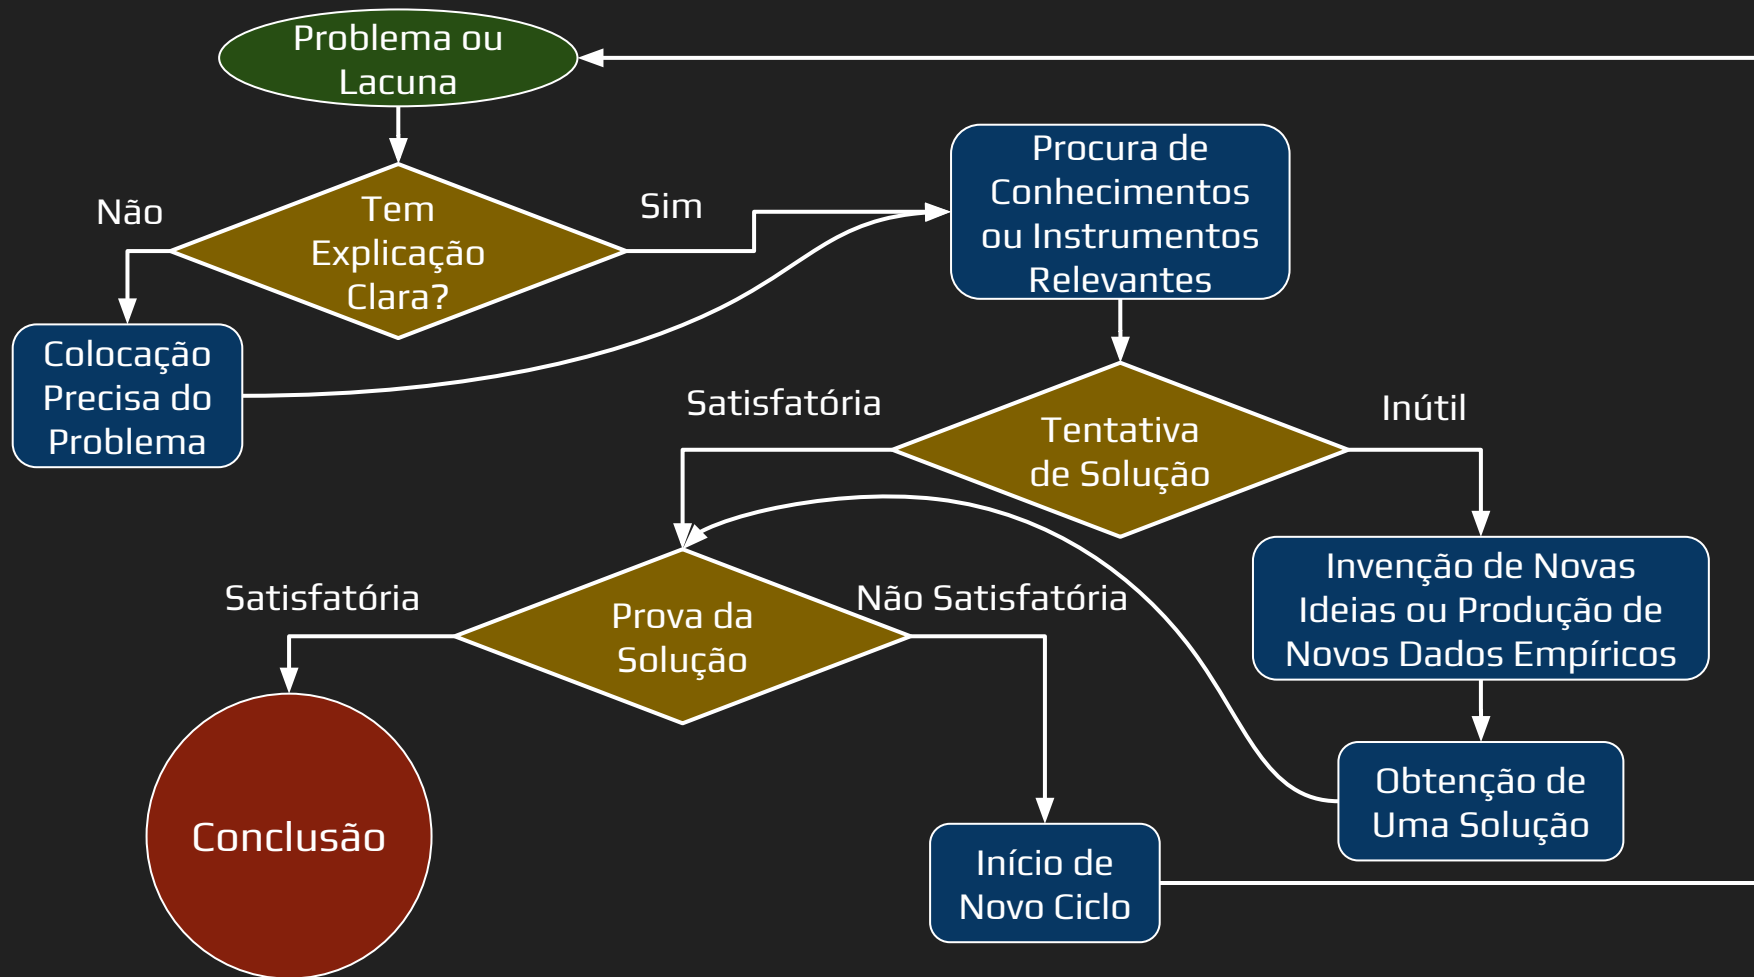 Problema ou
Lacuna
Não
Tem
Explicação
Clara?
Sim
Procura de
Conhecimentos
ou Instrumentos
Relevantes
Colocação
Precisa do
Problema
Satisfatória
Tentativa
de Solução
Inútil
Satisfatória
Prova da
Solução
Não Satisfatória
Invenção de Novas
Ideias ou Produção de
Novos Dados Empíricos
Obtenção de
Uma Solução
Conclusão
Início de
Novo Ciclo